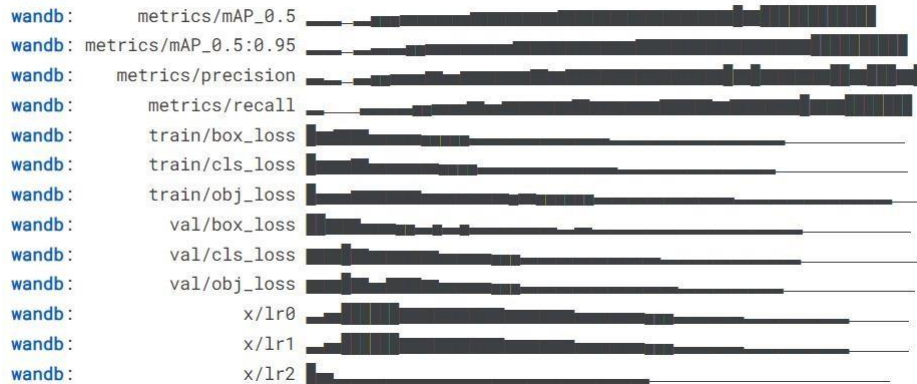 wandb: metrics/mAP_0.5
wandb: metrics/mAP_0.5:0.95
wandb: metrics/precision
wandb: metrics/recall
wandb: train/box_loss
wandb: train/cls_loss
wandb: train/obj_loss
wandb: val/box_loss
wandb: val/cls_loss
wandb: val/obj_loss
wandb: x/lr0
wandb: x/lr1
wandb: x/lr2